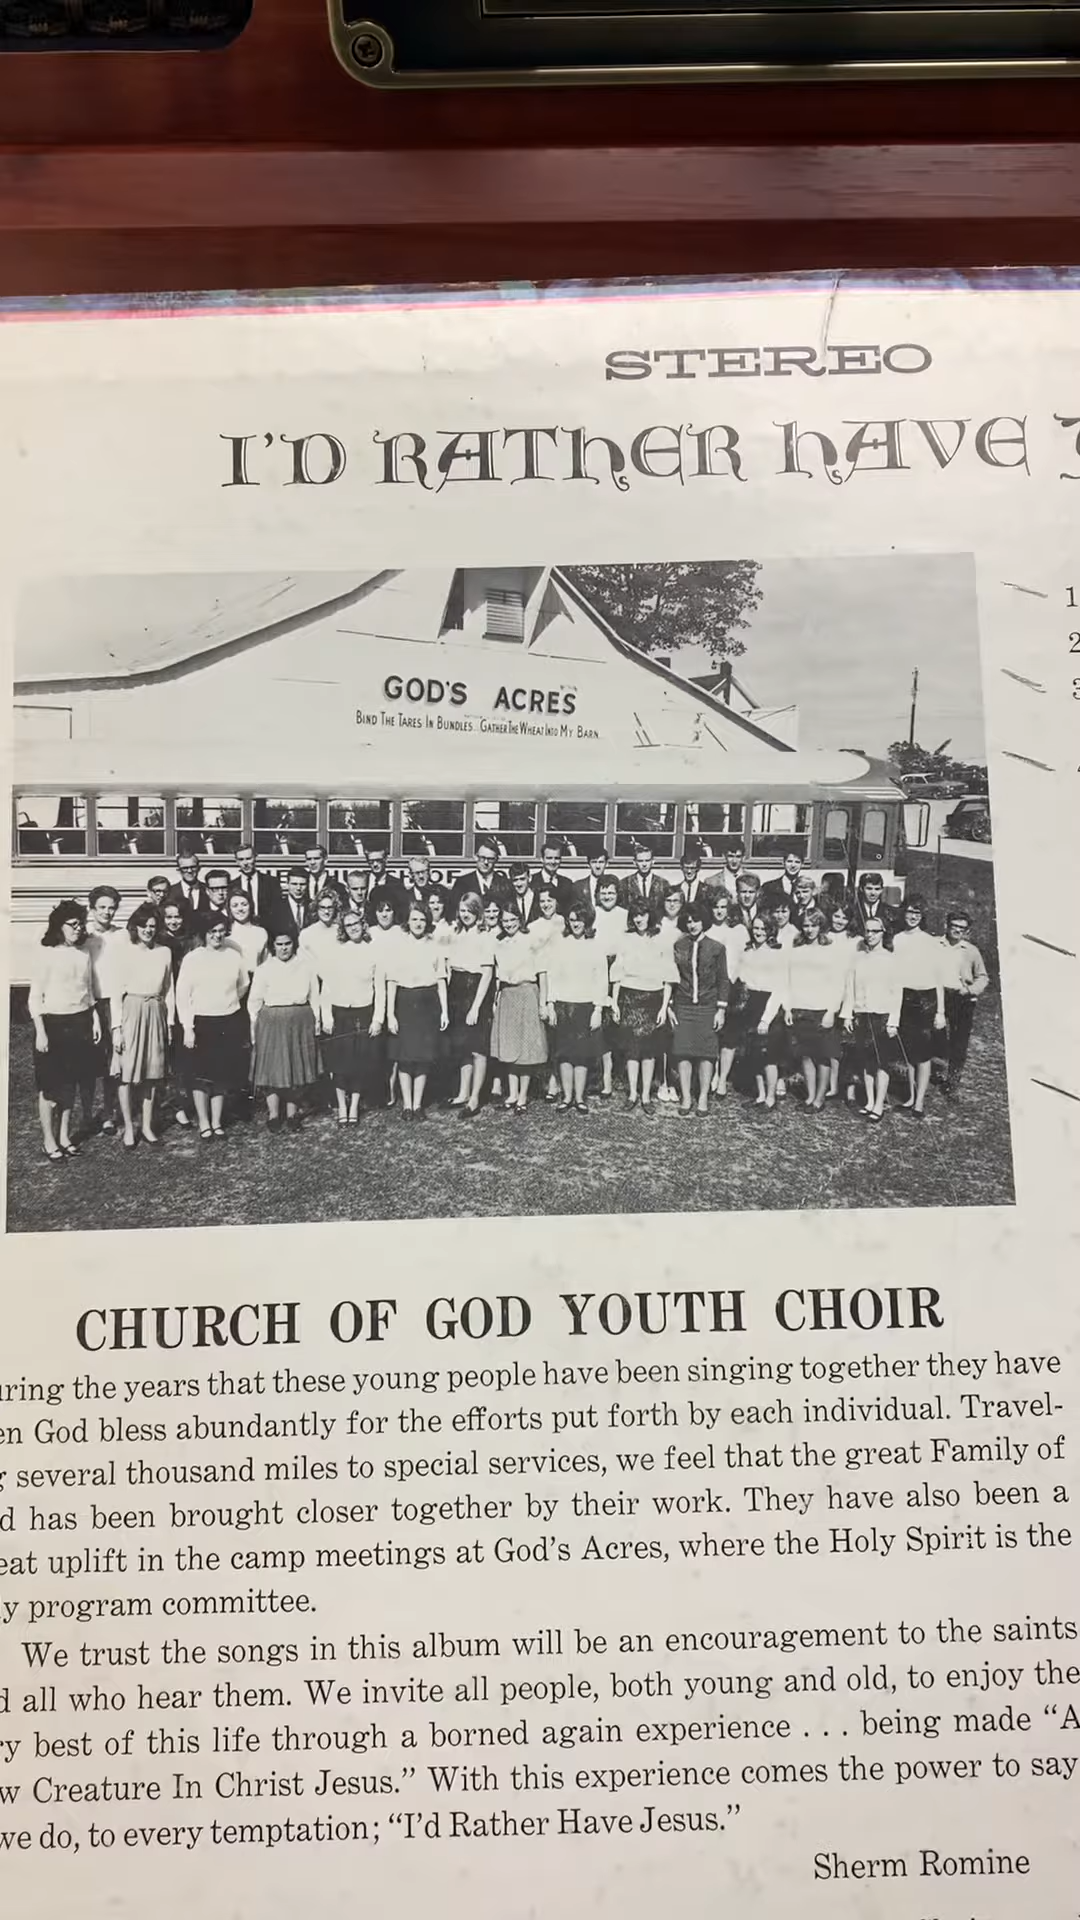 STEREO
I'D RATHER HAVE
GOD'S ACRES
BIND THE TARES IN BUNDLES GATHER THE WHEAT INTO MY BARN
1
2
3
CHURCH OF GOD YOUTH CHOIR
uring the years that these young people have been singing together they have
en God bless abundantly for the efforts put forth by each individual. Travel-
g several thousand miles to special services, we feel that the great Family of
d has been brought closer together by their work. They have also been a
eat uplift in the camp meetings at God's Acres, where the Holy Spirit is the
ly program committee.
We trust the songs in this album will be an encouragement to the saints
d all who hear them. We invite all people, both young and old, to enjoy the
ry best of this life through a borned again experience . . . being made “A
w Creature In Christ Jesus.” With this experience comes the power to say
we do, to every temptation; “I'd Rather Have Jesus.”
Sherm Romine